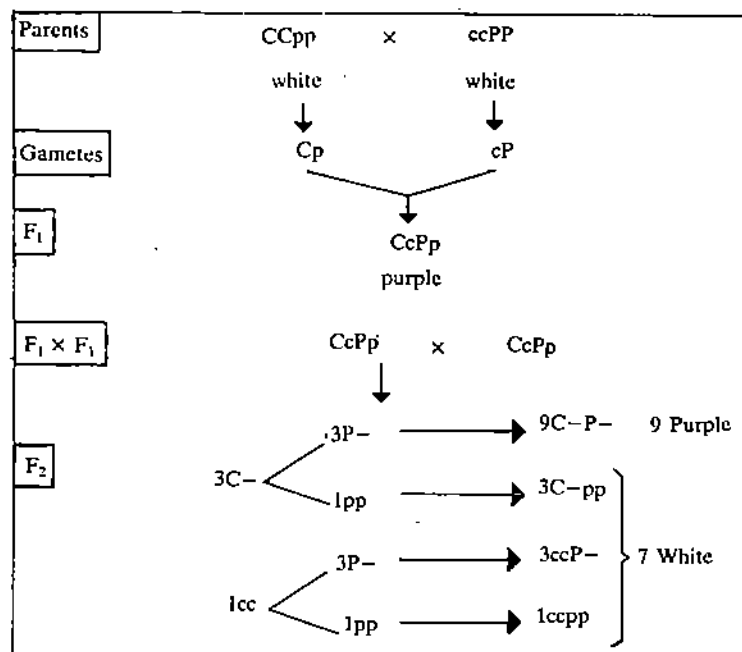 Parents CCpp × ccPP
white white
Gametes Cp cP
F₁ CcPp
purple
F₁ × F₁ CcPp × CcPp
3P– 9C–P– 9 Purple
F₂
3C–
1pp 3C–pp
3P– 3ccP– 7 White
1cc
1pp 1ccpp